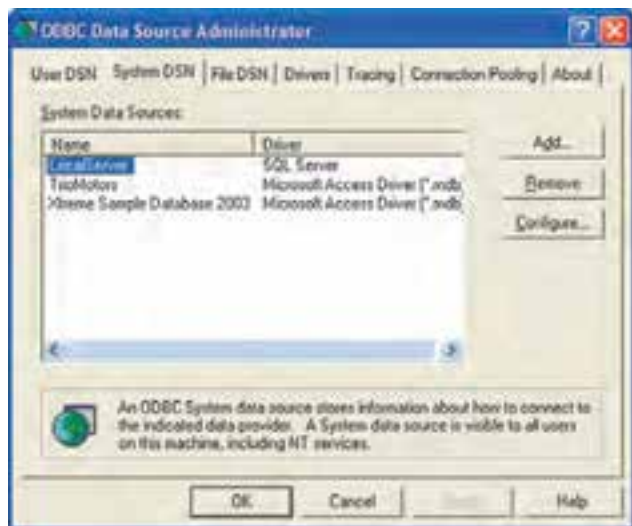 ODBC Data Source Administrator
User DSN System DSN File DSN Drivers Tracing Connection Pooling About
System Data Sources:
Name Driver
LocalServer SQL Server
Microsoft Access Driver (*.mdb
Xtreme Sample Database 2003 Microsoft Access Driver (*.mdb
Add...
Remove
Configure...
An ODBC System data source stores information about how to connect to
the indicated data provider. A System data source is visible to all users
on this machine, including NT services.
OK Cancel Help